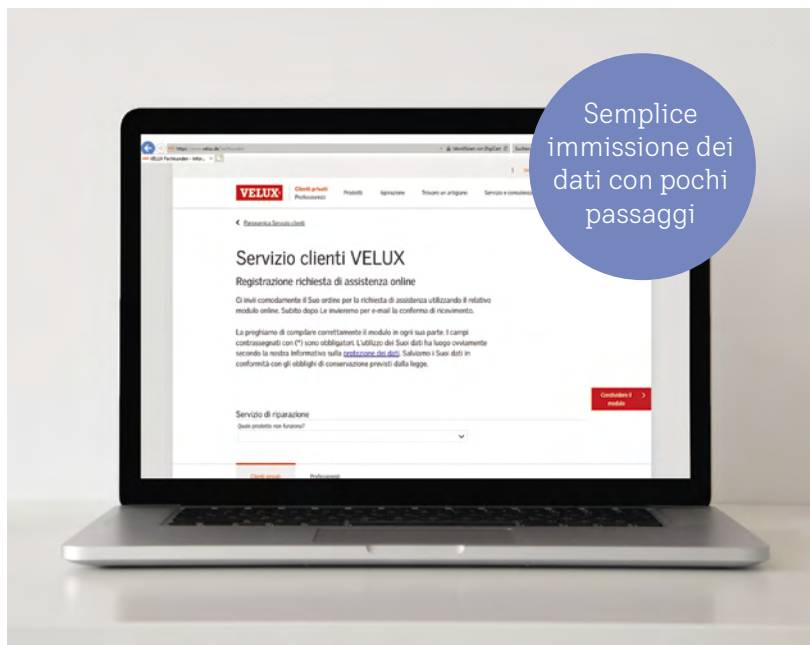 Semplice
immissione dei
dati con pochi
passaggi
VELUX
Clienti privati
Professionisti
Prodotti
Ispirazione
Trovare un artigiano
Servizio e consulenza
Panoramica Servizio clienti
Servizio clienti VELUX
Registrazione richiesta di assistenza online
Ci invii comodamente il Suo ordine per la richiesta di assistenza utilizzando il relativo
modulo online. Subito dopo Le invieremo per e-mail la conferma di ricevimento.
La preghiamo di compilare correttamente il modulo in ogni sua parte. I campi
contrassegnati con (*) sono obbligatori. L'utilizzo dei Suoi dati ha luogo ovviamente
secondo la nostra Informativa sulla protezione dei dati. Salviamo i Suoi dati in
conformità con gli obblighi di conservazione previsti dalla legge.
Condividere il
modulo
Servizio di riparazione
Quale prodotto non funziona?
Clienti privati
Professionisti